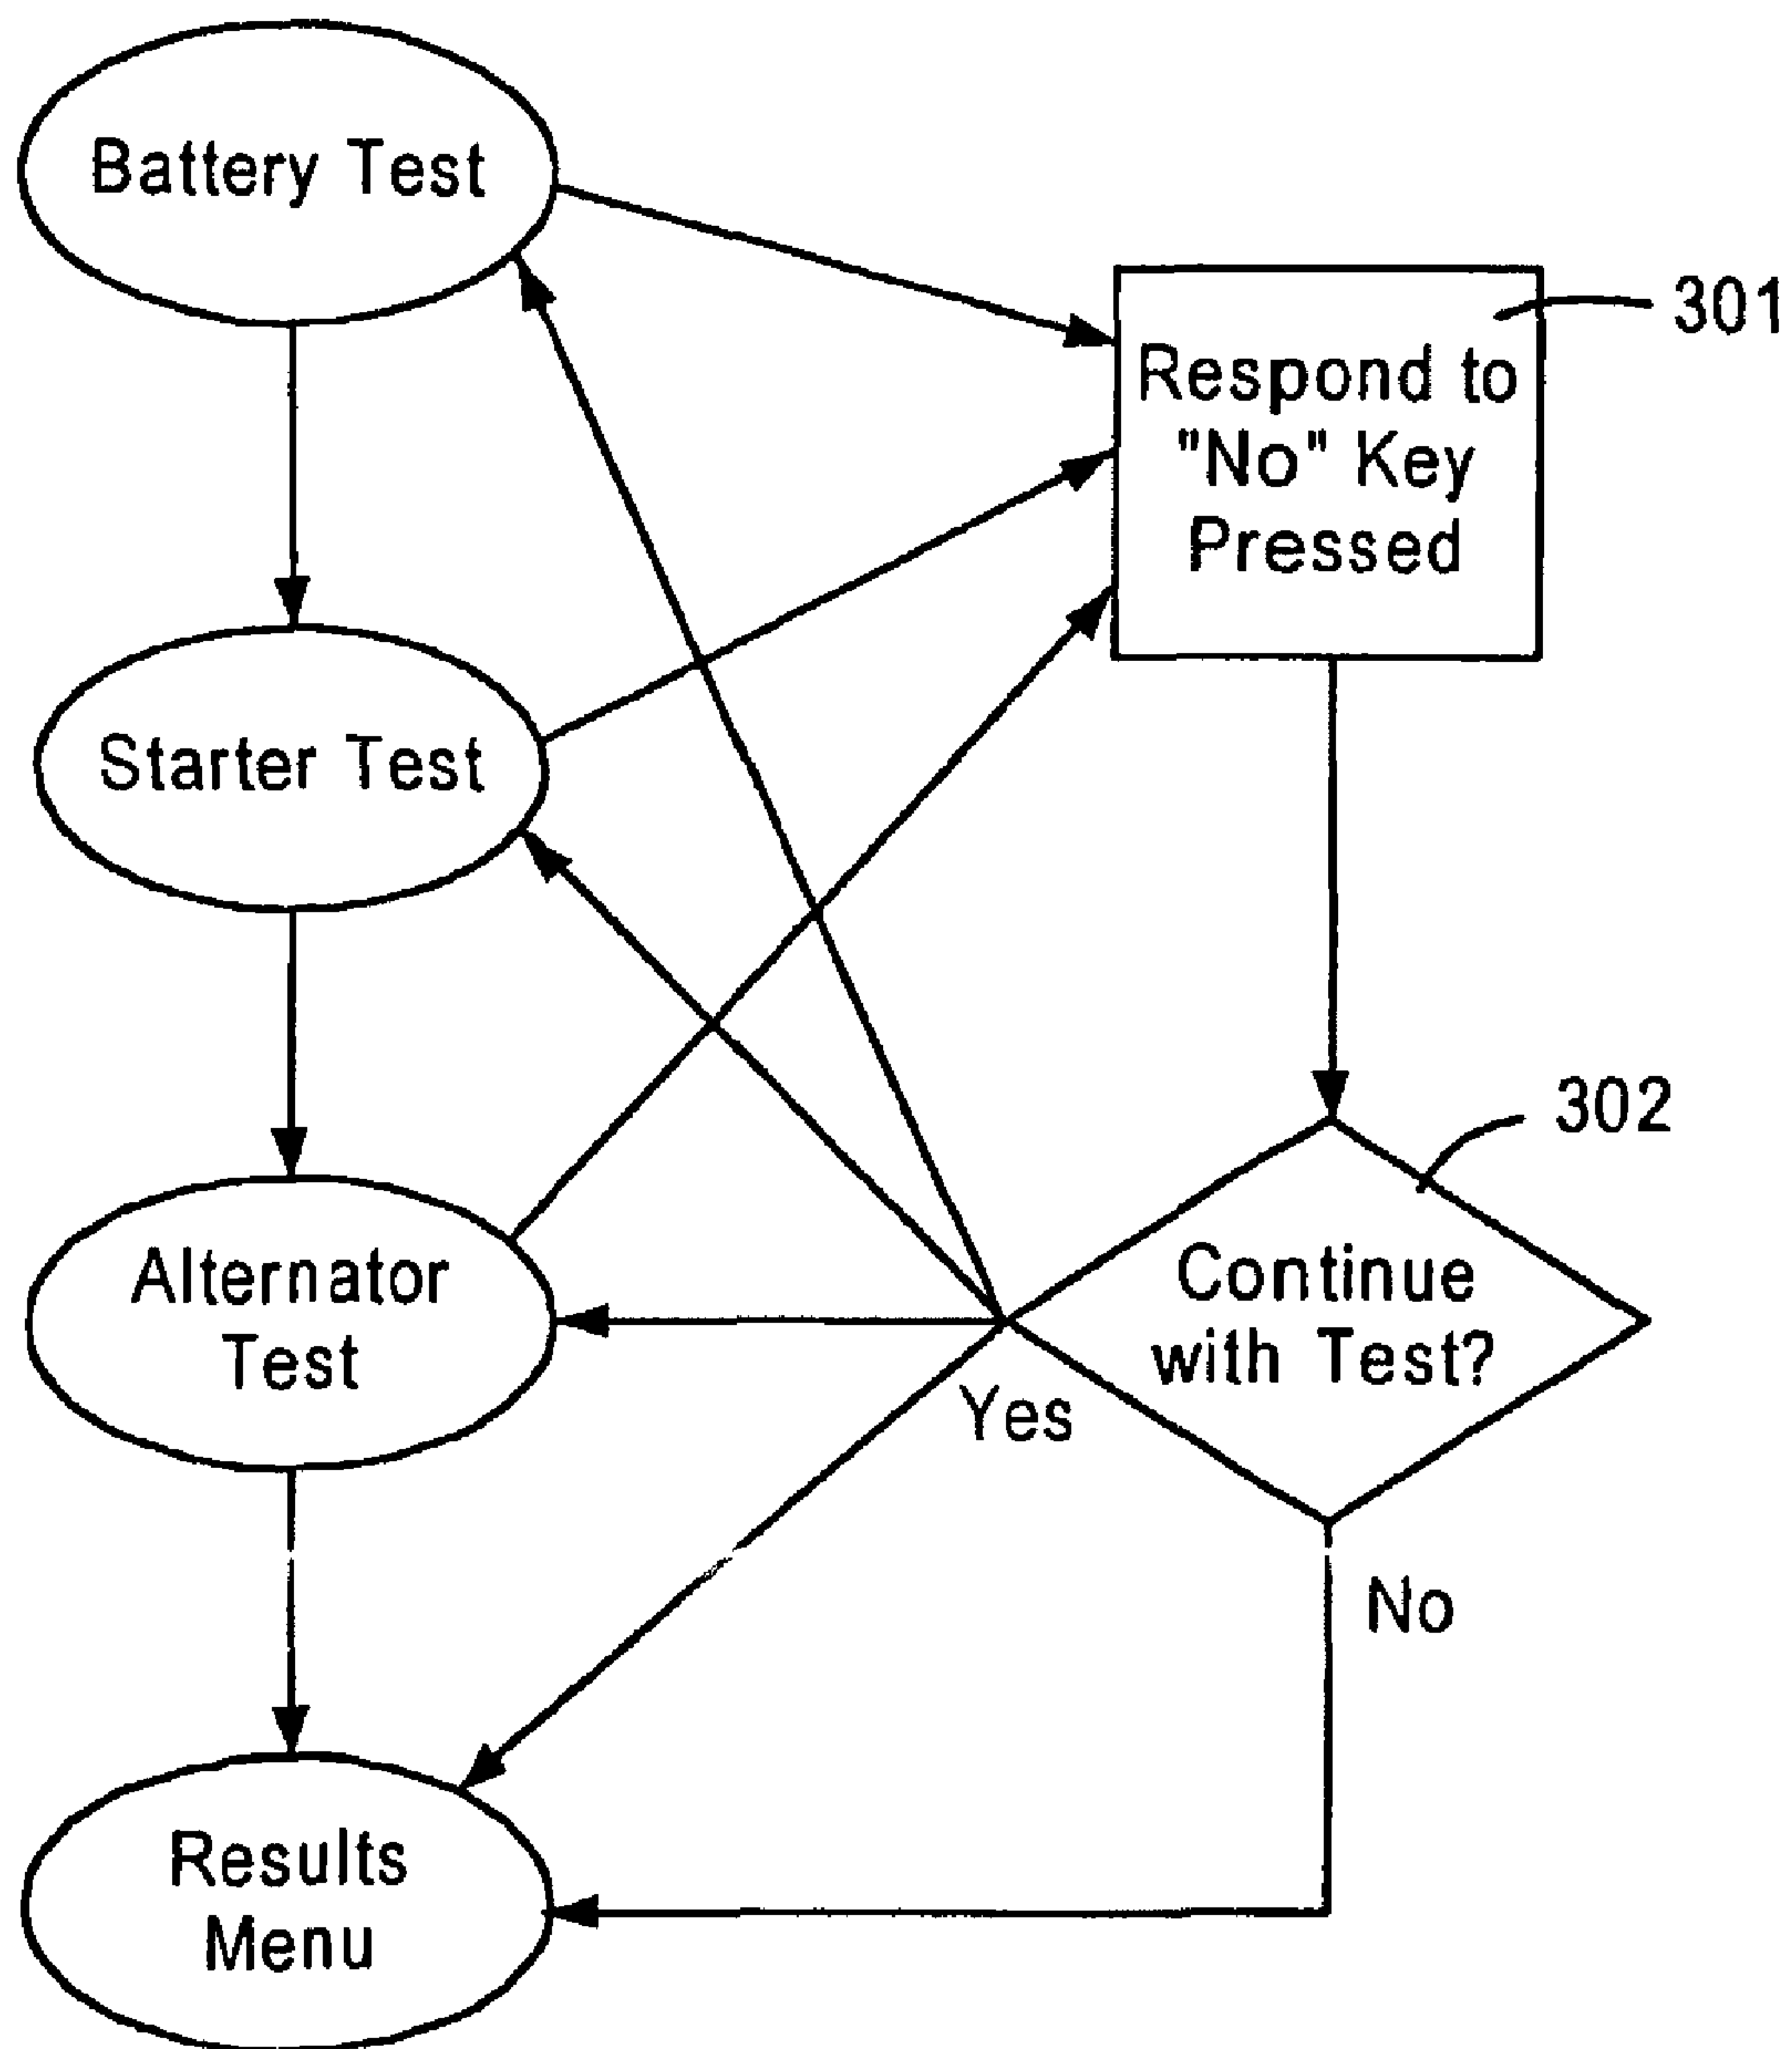 Battery Test
301
Respond to
"No" Key
Pressed
Starter Test
302
Continue
with Test?
Alternator
Test
Yes
No
Results
Menu